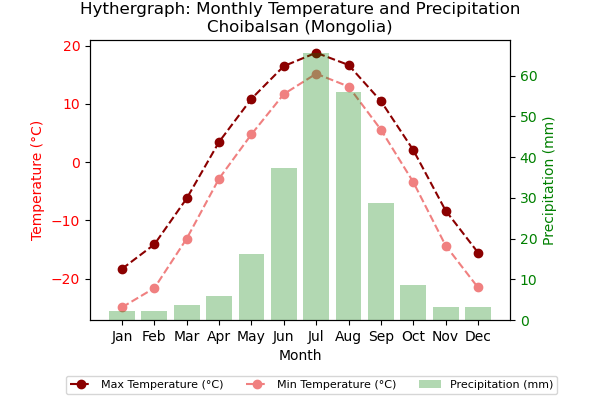 Hythergraph: Monthly Temperature and Precipitation
Choibalsan (Mongolia)
20
10
0
−10
−20
Temperature (°C)
60
50
40
30
20
10
0
Precipitation (mm)
Jan Feb Mar Apr May Jun Jul Aug Sep Oct Nov Dec
Month
Max Temperature (°C) Min Temperature (°C) Precipitation (mm)